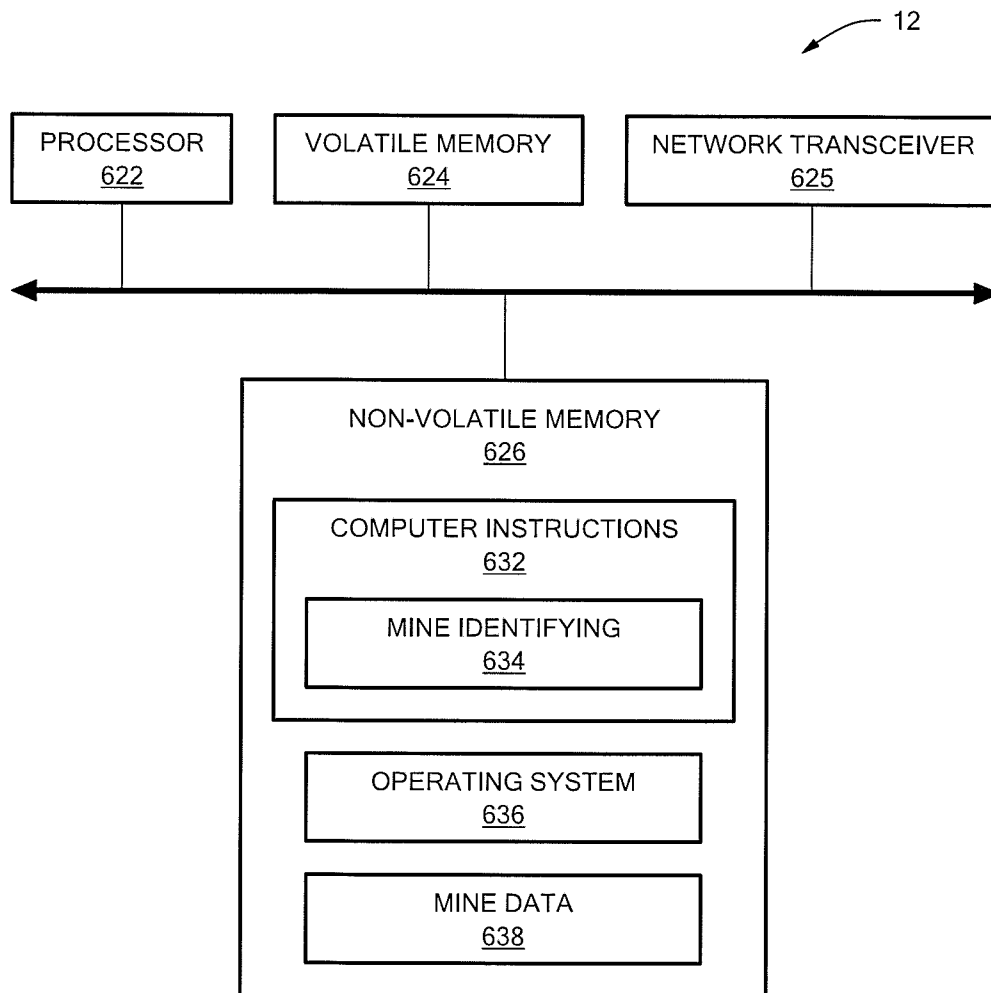 12
PROCESSOR
622
VOLATILE MEMORY
624
NETWORK TRANSCEIVER
625
NON-VOLATILE MEMORY
626
COMPUTER INSTRUCTIONS
632
MINE IDENTIFYING
634
OPERATING SYSTEM
636
MINE DATA
638